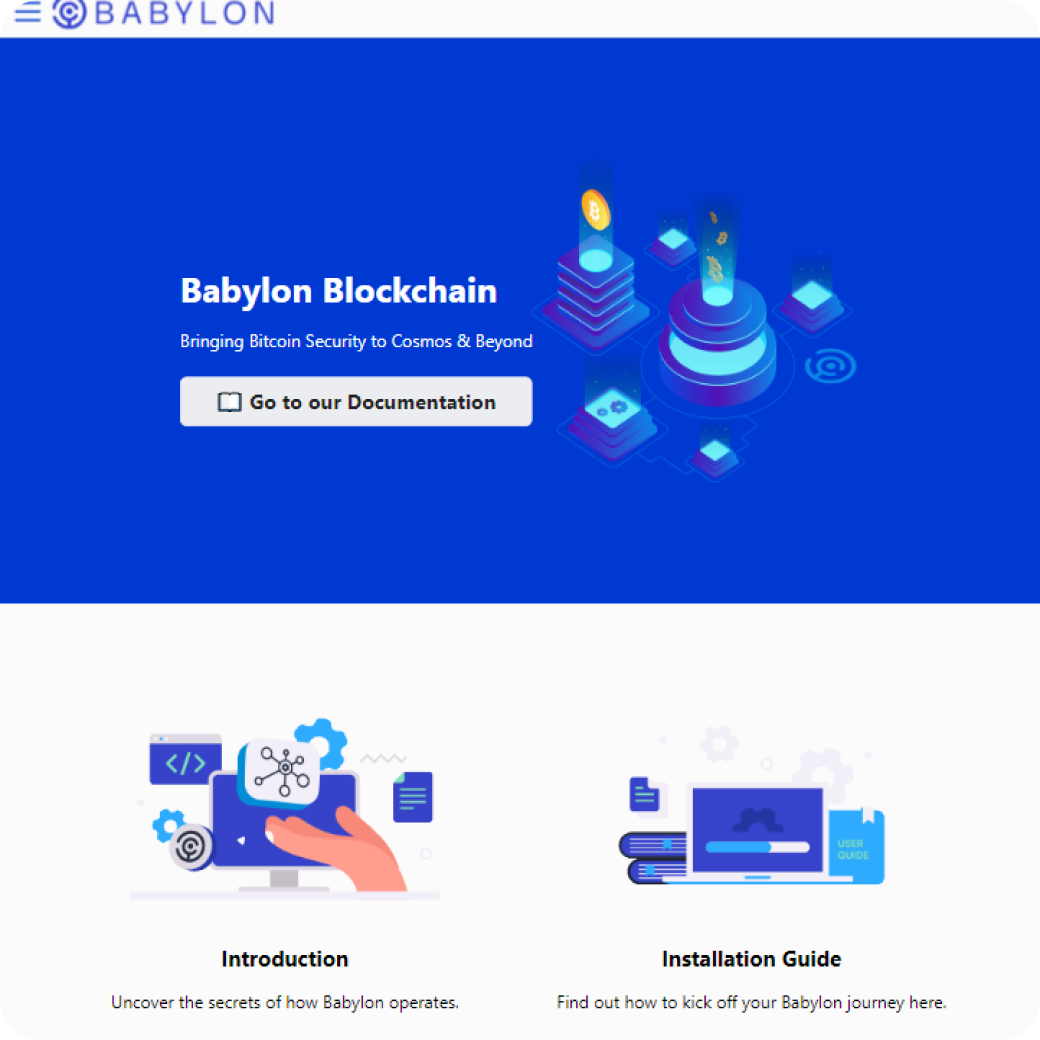 BABYLON
Babylon Blockchain
Bringing Bitcoin Security to Cosmos & Beyond
Go to our Documentation
</>
USER
GUIDE
Introduction
Installation Guide
Uncover the secrets of how Babylon operates.
Find out how to kick off your Babylon journey here.